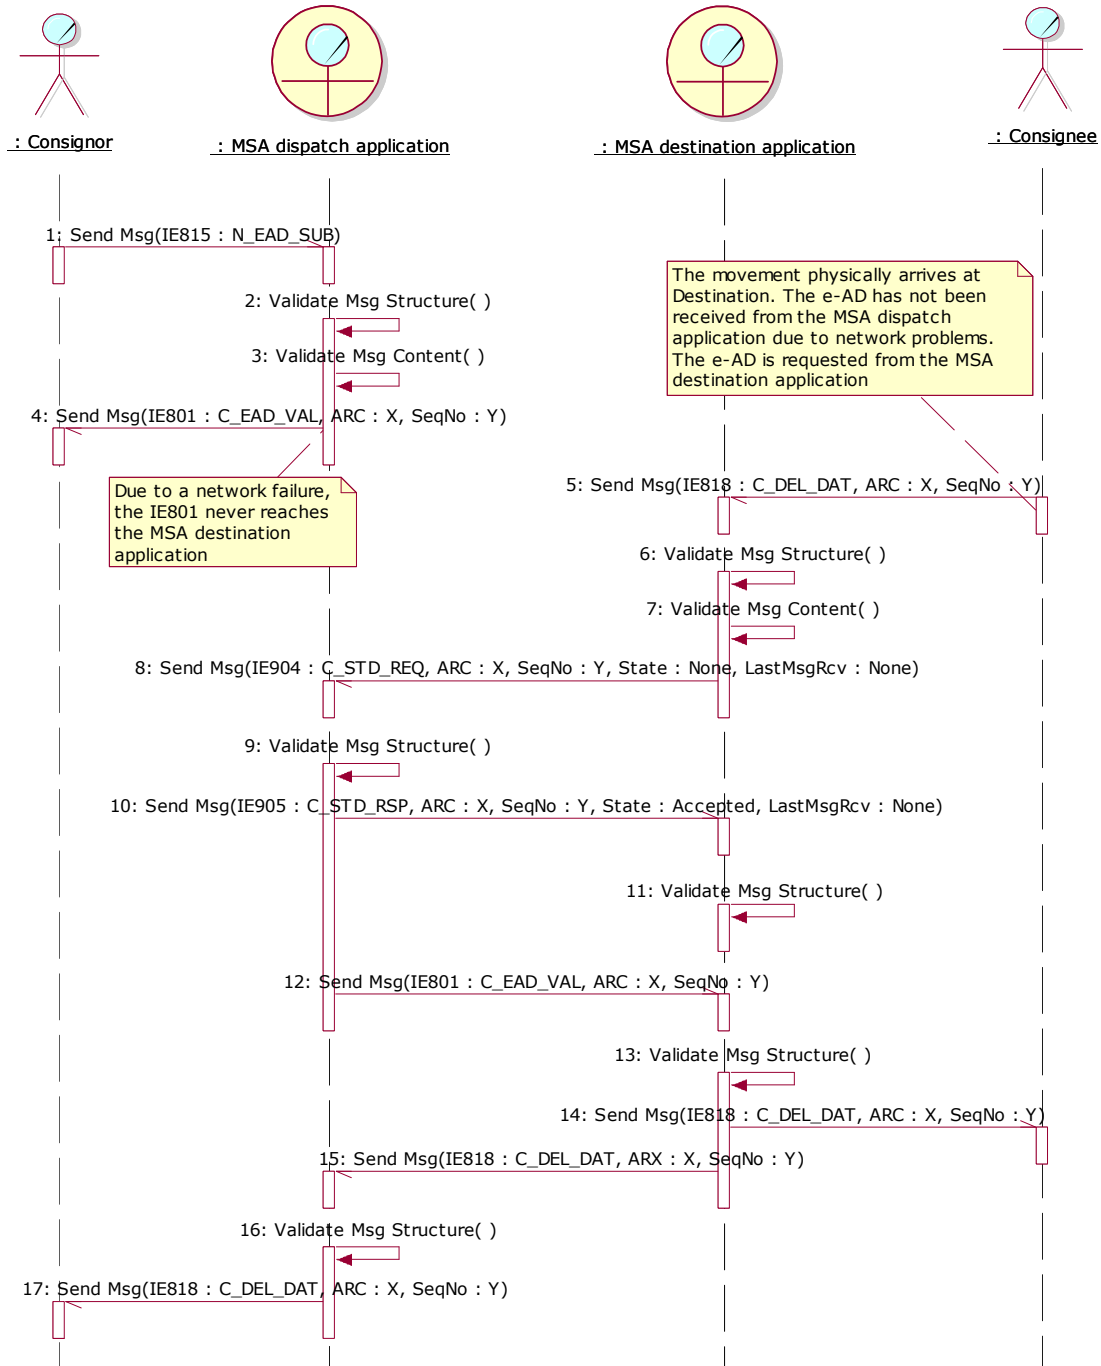 : Consignor
: MSA dispatch application
: MSA destination application
: Consignee
1: Send Msg(IE815 : N_EAD_SUB)
The movement physically arrives at
Destination. The e-AD has not been
received from the MSA dispatch
application due to network problems.
The e-AD is requested from the MSA
destination application
2: Validate Msg Structure( )
3: Validate Msg Content( )
4: Send Msg(IE801 : C_EAD_VAL, ARC : X, SeqNo : Y)
Due to a network failure,
the IE801 never reaches
the MSA destination
application
5: Send Msg(IE818 : C_DEL_DAT, ARC : X, SeqNo : Y)
6: Validate Msg Structure( )
7: Validate Msg Content( )
8: Send Msg(IE904 : C_STD_REQ, ARC : X, SeqNo : Y, State : None, LastMsgRcv : None)
9: Validate Msg Structure( )
10: Send Msg(IE905 : C_STD_RSP, ARC : X, SeqNo : Y, State : Accepted, LastMsgRcv : None)
11: Validate Msg Structure( )
12: Send Msg(IE801 : C_EAD_VAL, ARC : X, SeqNo : Y)
13: Validate Msg Structure( )
14: Send Msg(IE818 : C_DEL_DAT, ARC : X, SeqNo : Y)
15: Send Msg(IE818 : C_DEL_DAT, ARX : X, SeqNo : Y)
16: Validate Msg Structure( )
17: Send Msg(IE818 : C_DEL_DAT, ARC : X, SeqNo : Y)